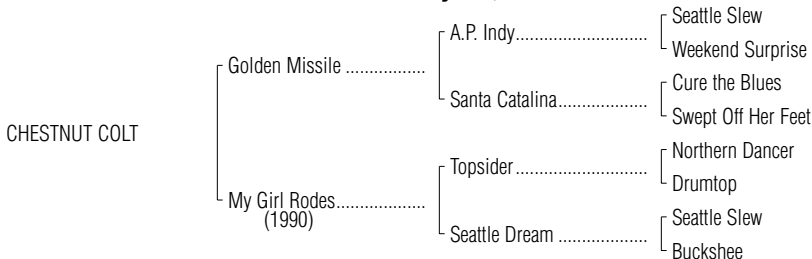 Seattle Slew
A.P. Indy..............................
Weekend Surprise
Golden Missile .................
Cure the Blues
Santa Catalina....................
Swept Off Her Feet
CHESTNUT COLT
Northern Dancer
Topsider..............................
Drumtop
My Girl Rodes....................
(1990)
Seattle Slew
Seattle Dream ....................
Buckshee